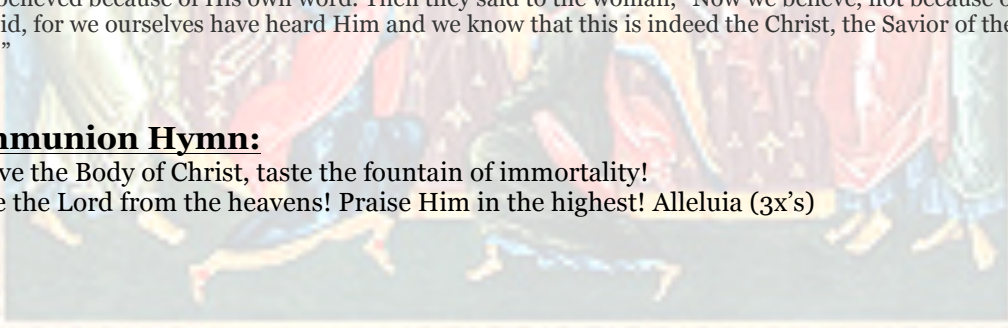 believed because of His own word. Then they said to the woman, "Now we believe, not because
id, for we ourselves have heard Him and we know that this is indeed the Christ, the Savior of the
”
mmunion Hymn:
ve the Body of Christ, taste the fountain of immortality!
e the Lord from the heavens! Praise Him in the highest! Alleluia (3x’s)